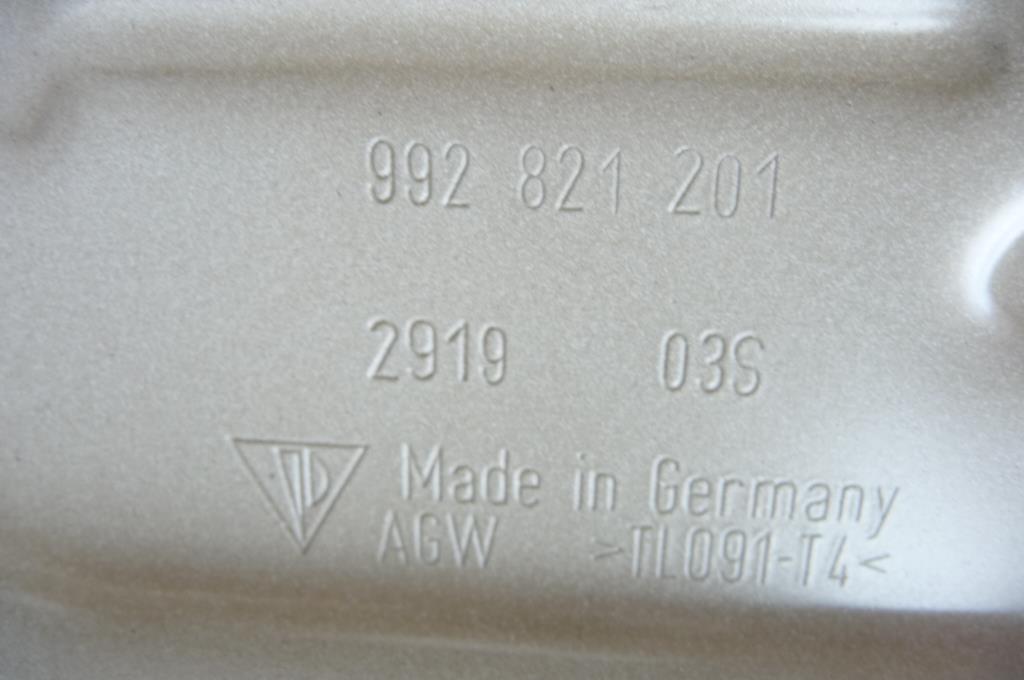 992 821 201
2919 03S
Made in Germany
AGW >TL091-T4<